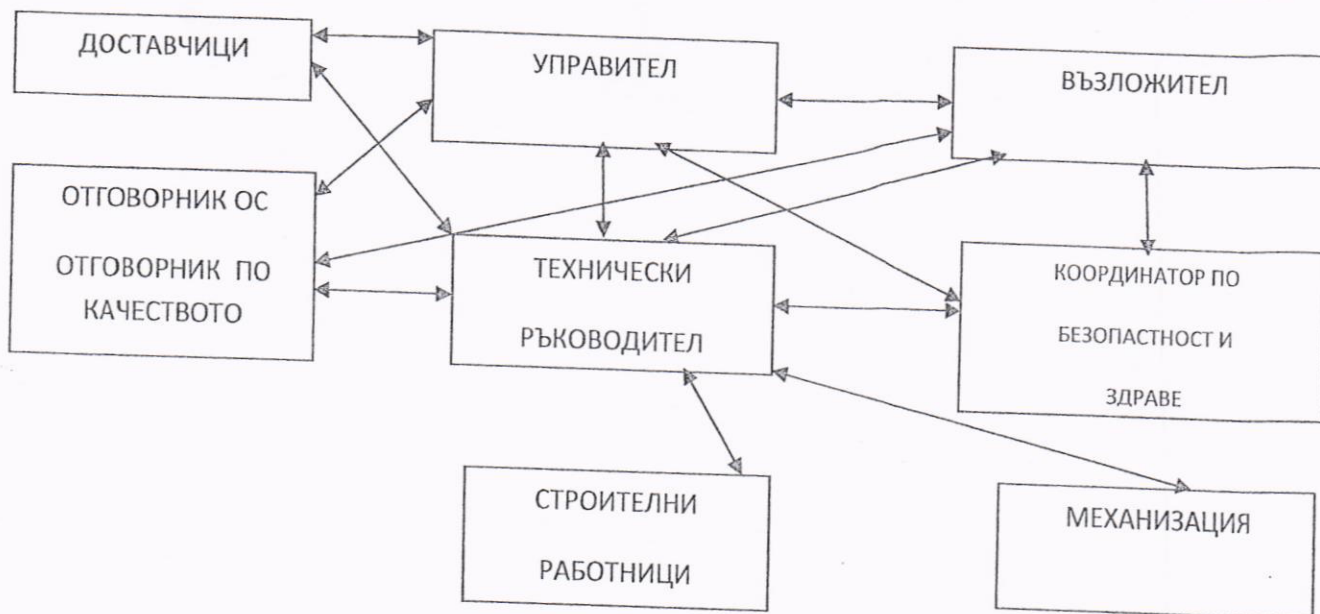 ДОСТАВЧИЦИ
УПРАВИТЕЛ
ВЪЗЛОЖИТЕЛ
ОТГОВОРНИК ОС
ОТГОВОРНИК ПО
КАЧЕСТВОТО
ТЕХНИЧЕСКИ
РЪКОВОДИТЕЛ
КООРДИНАТОР ПО
БЕЗОПАСТНОСТ И
ЗДРАВЕ
СТРОИТЕЛНИ
РАБОТНИЦИ
МЕХАНИЗАЦИЯ